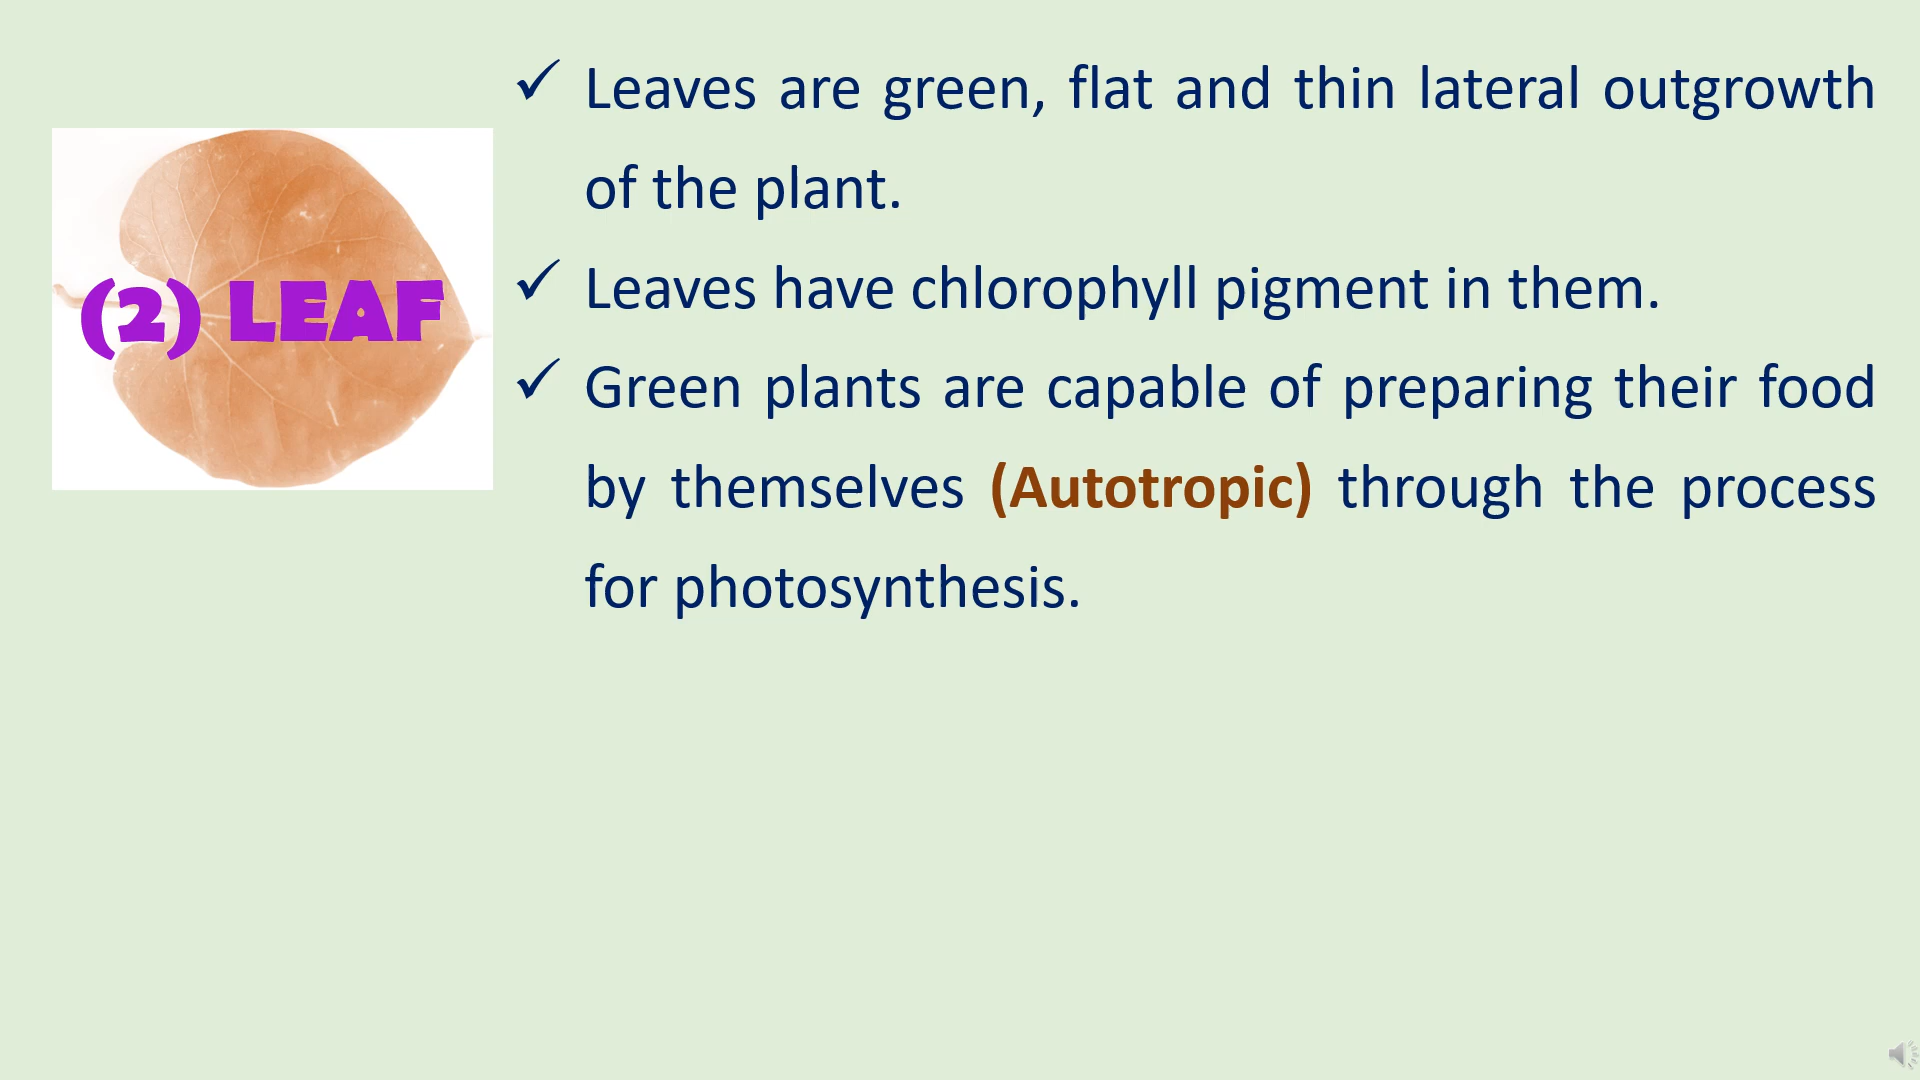 (2) LEAF
✓ Leaves are green, flat and thin lateral outgrowth
of the plant.
✓ Leaves have chlorophyll pigment in them.
✓ Green plants are capable of preparing their food
by themselves (Autotropic) through the process
for photosynthesis.